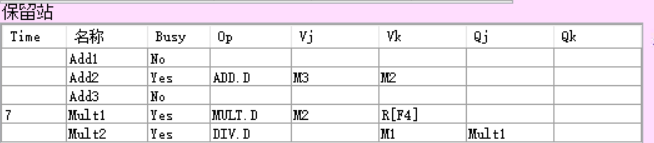 保留站
Time 名称 Busy Op Vj Vk Qj Qk
Add1 No
Add2 Yes ADD.D M3 M2
Add3 No
7 Mult1 Yes MULT.D M2 R[F4]
Mult2 Yes DIV.D M1 Mult1